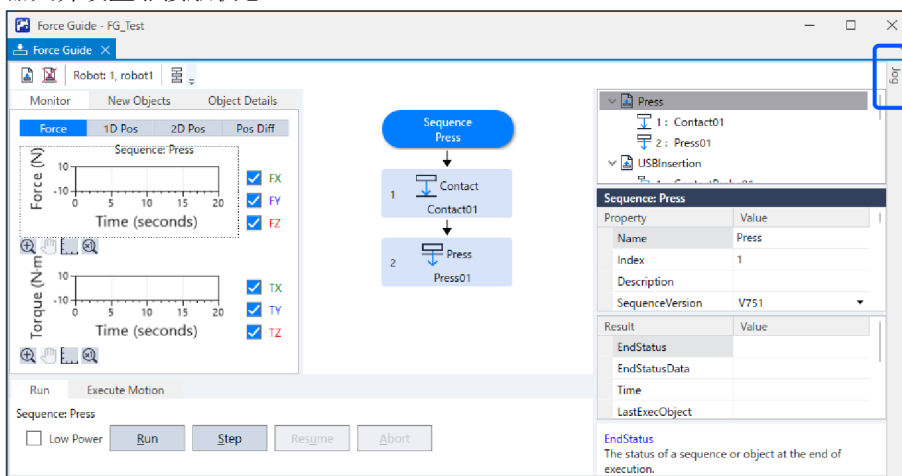 Force Guide - FG_Test
Force Guide
Robot: 1, robot1
Jog
Monitor New Objects Object Details
Force 1D Pos 2D Pos Pos Diff
Sequence: Press
Force (N)
10
-10
0 5 10 15 20
Time (seconds)
FX
FY
FZ
Torque (N·m
10
-10
0 5 10 15 20
Time (seconds)
TX
TY
TZ
Run Execute Motion
Sequence: Press
Low Power Run Step Resume Abort
Sequence
Press
1 Contact
Contact01
2 Press
Press01
Press
1 : Contact01
2 : Press01
USBInsertion
Sequence: Press
Property Value
Name Press
Index 1
Description
SequenceVersion V751
Result Value
EndStatus
EndStatusData
Time
LastExecObject
EndStatus
The status of a sequence or object at the end of
execution.